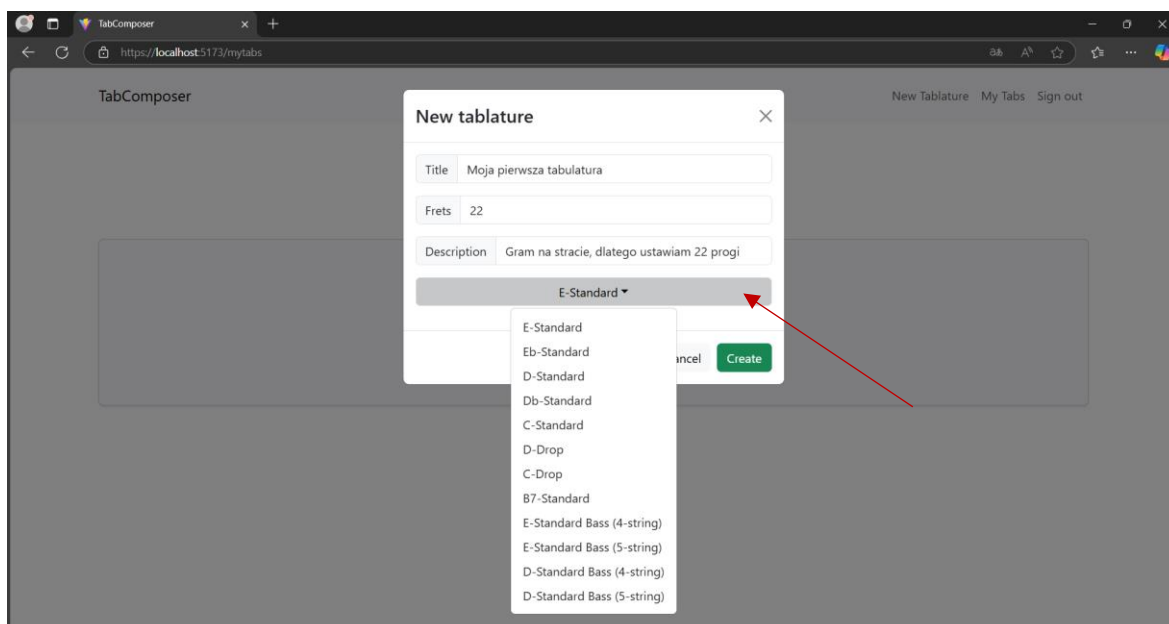 TabComposer
https://localhost:5173/mytabs
TabComposer
New Tablature My Tabs Sign out
New tablature
Title Moja pierwsza tabulatura
Frets 22
Description Gram na stracie, dlatego ustawiam 22 progi
E-Standard
E-Standard
Eb-Standard
D-Standard
Db-Standard
C-Standard
D-Drop
C-Drop
B7-Standard
E-Standard Bass (4-string)
E-Standard Bass (5-string)
D-Standard Bass (4-string)
D-Standard Bass (5-string)
ancel Create